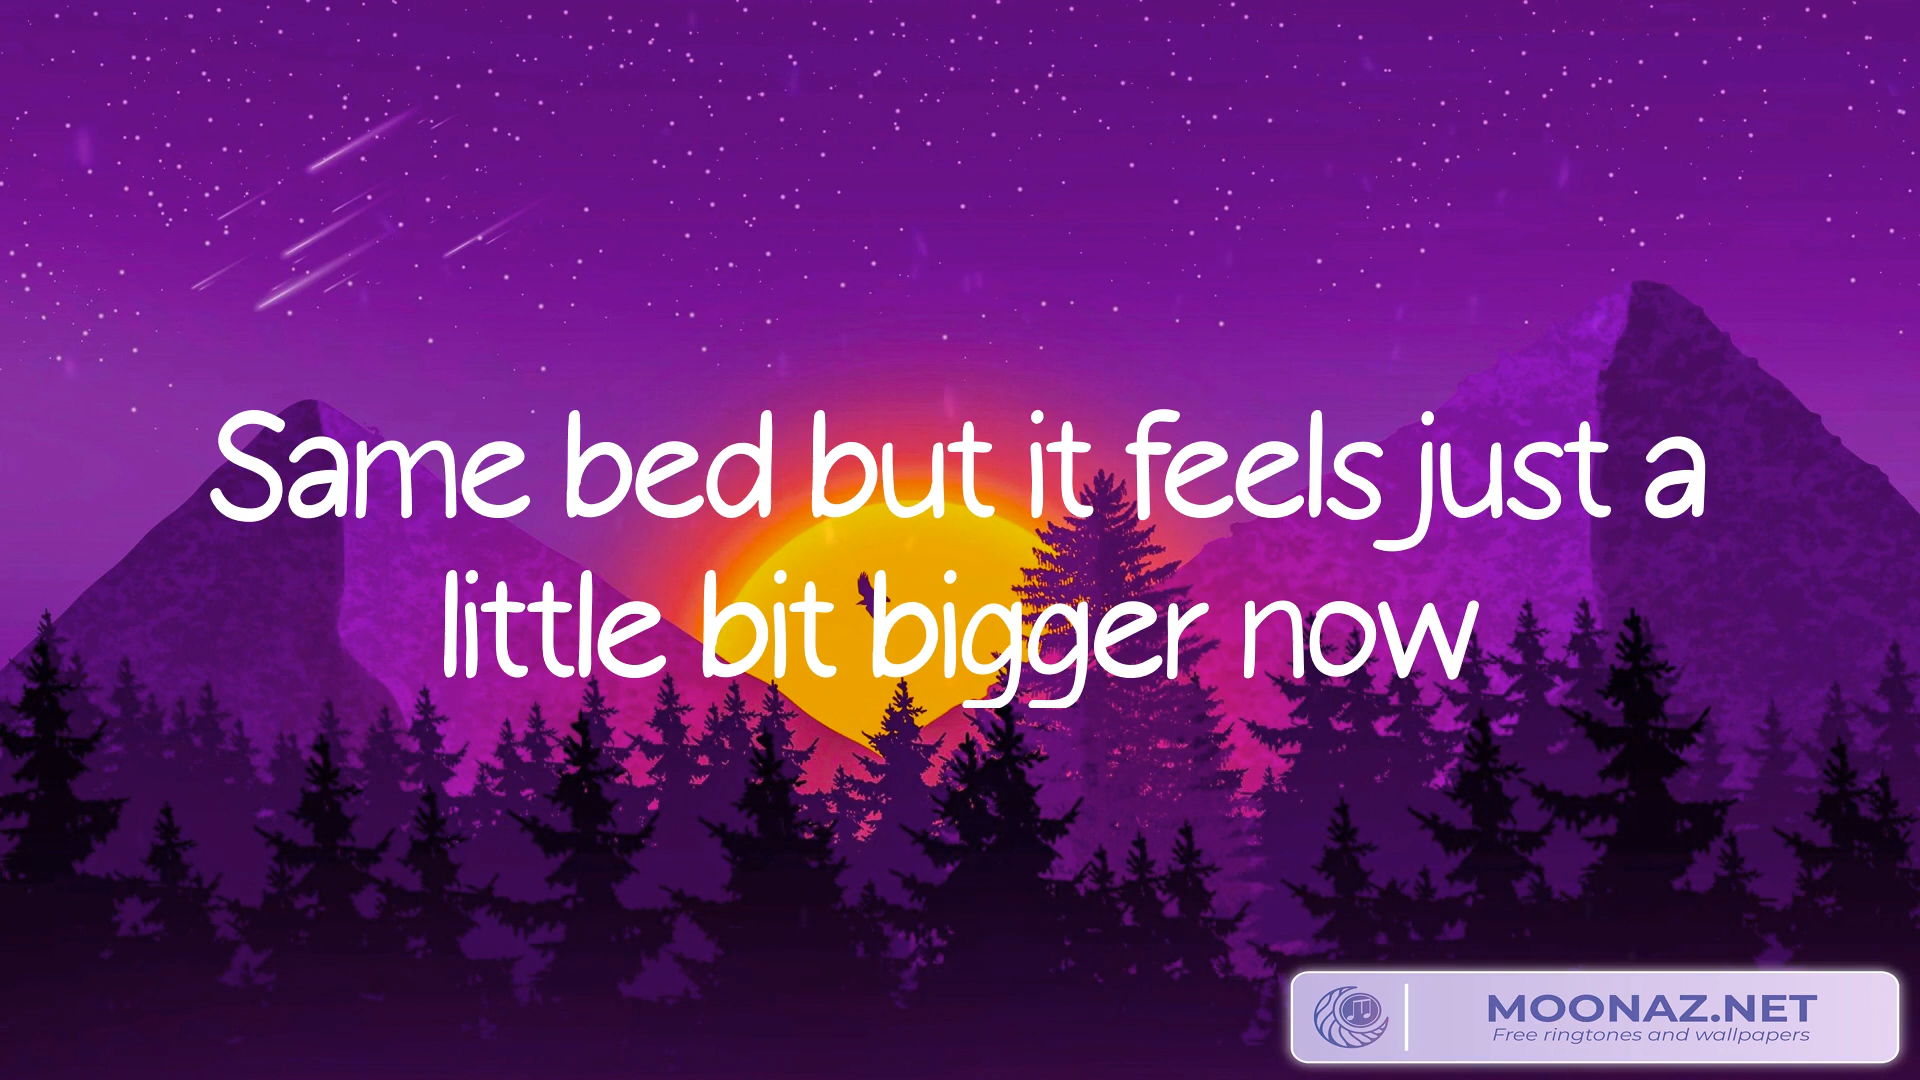 Same bed but it feels just a
little bit bigger now
MOONAZ.NET
Free ringtones and wallpapers